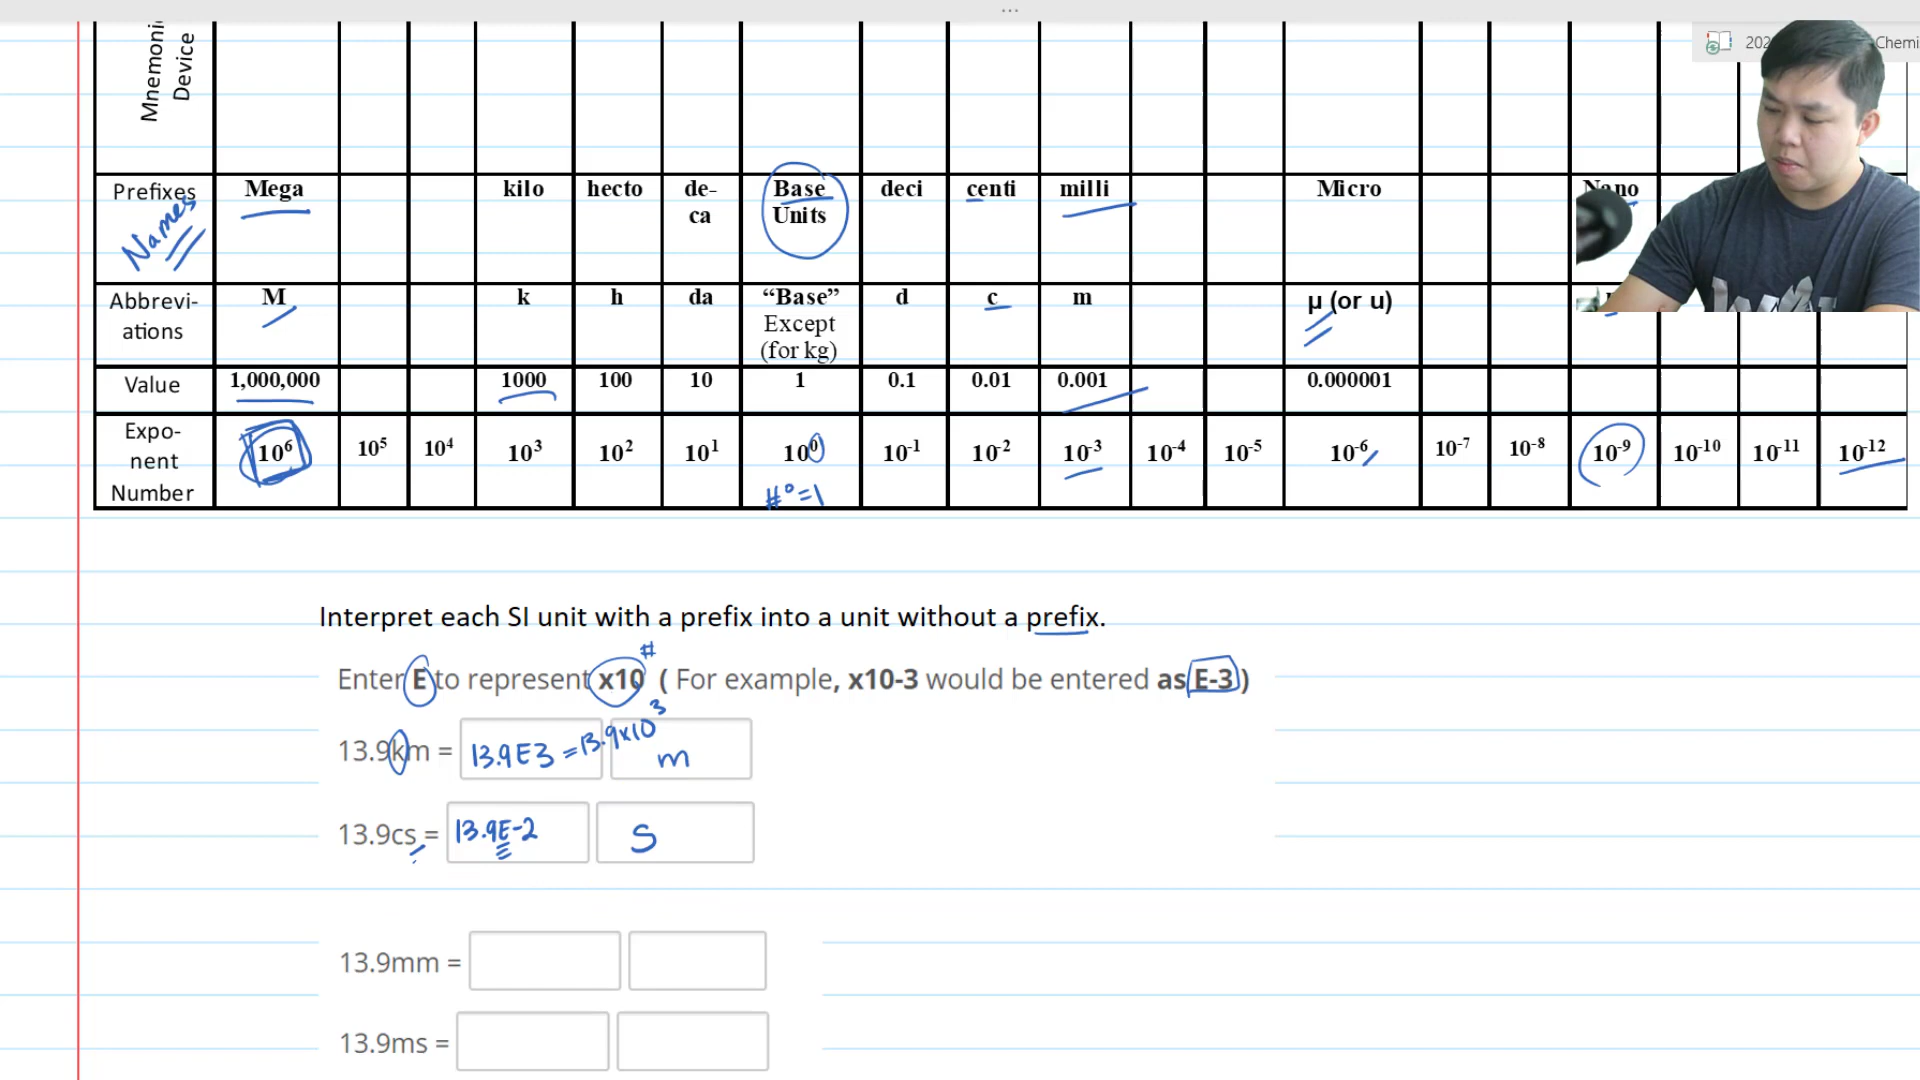 ...
202 Chemi
Mnemoni
Device
Prefixes Mega kilo hecto de- Base deci centi milli Micro Nano
ca Units
Names
Abbrevi- M k h da “Base” d c m µ (or u)
ations Except
(for kg)
Value 1,000,000 1000 100 10 1 0.1 0.01 0.001 0.000001
Expo-
nent 10⁶ 10⁵ 10⁴ 10³ 10² 10¹ 10⁰ 10⁻¹ 10⁻² 10⁻³ 10⁻⁴ 10⁻⁵ 10⁻⁶ 10⁻⁷ 10⁻⁸ 10⁻⁹ 10⁻¹⁰ 10⁻¹¹ 10⁻¹²
Number #⁰=1
Interpret each SI unit with a prefix into a unit without a prefix.
#
Enter E to represent x10 ( For example, x10-3 would be entered as E-3 )
13.9km = 13.9E3 = 13.9x10³ m
13.9cs = 13.9E-2 S
13.9mm =
13.9ms =